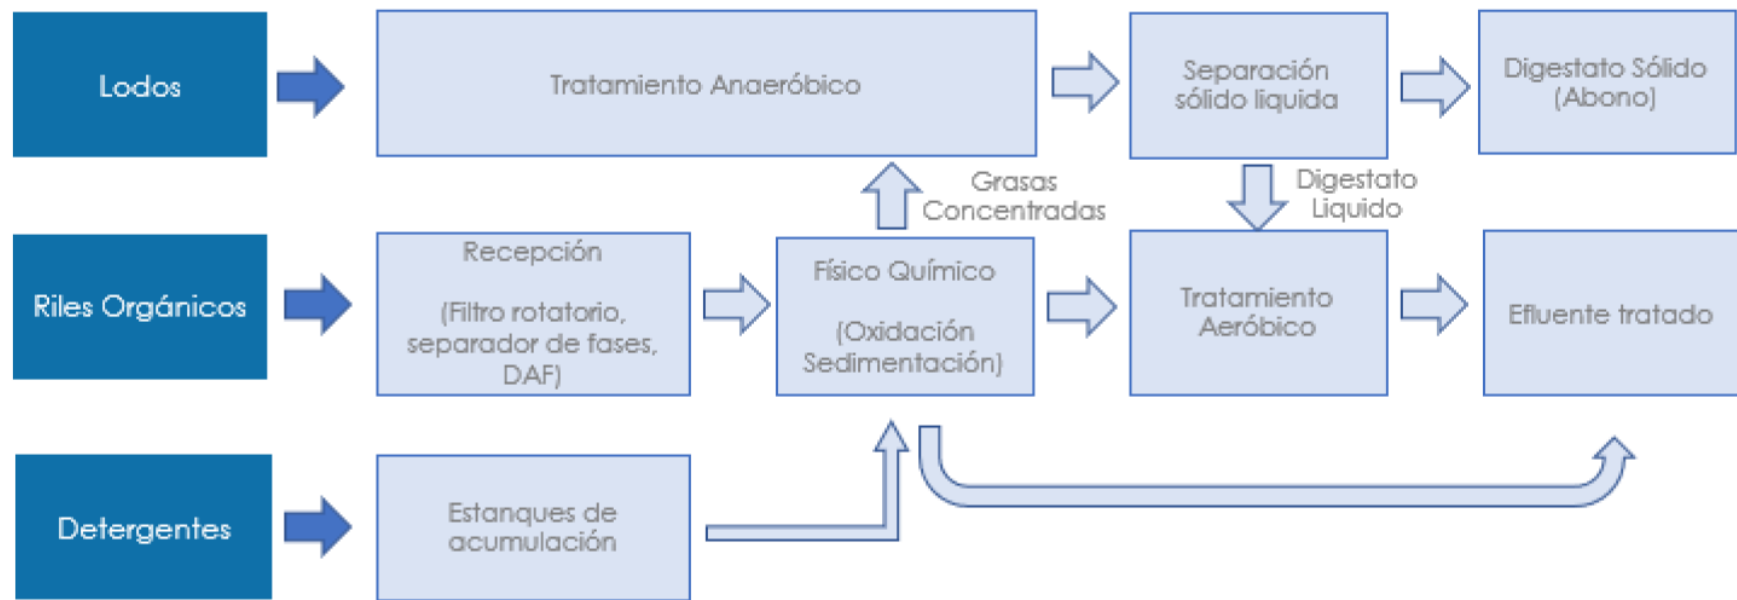 Lodos
Tratamiento Anaeróbico
Separación
sólido liquida
Digestato Sólido
(Abono)
Grasas
Concentradas
Digestato
Liquido
Riles Orgánicos
Recepción
(Filtro rotatorio,
separador de fases,
DAF)
Físico Químico
(Oxidación
Sedimentación)
Tratamiento
Aeróbico
Efluente tratado
Detergentes
Estanques de
acumulación